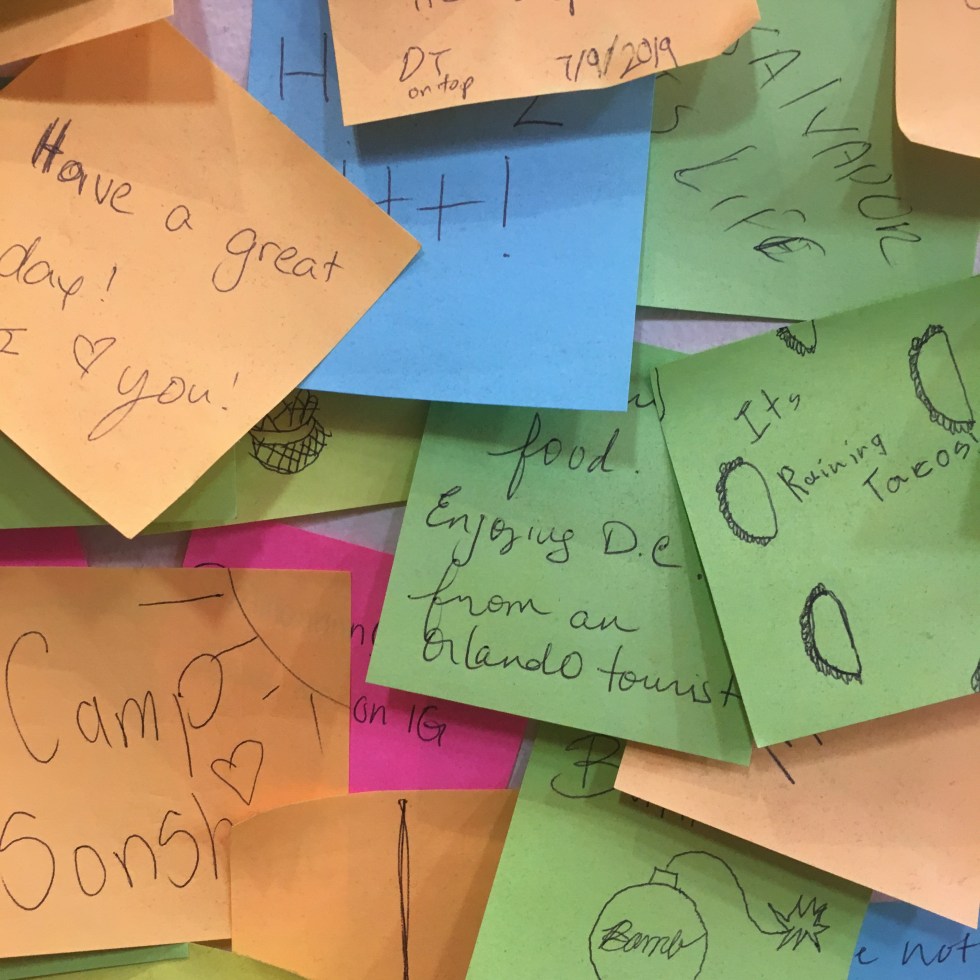 DT
on top
7/9/2019
H
++!
SALVADOR
LIFE
Have a great
day!
I ♡ you!
food.
Enjoying D.C.
from an
Orlando tourist
Its
Raining
Tacos
Camp
Sonsh
on IG
Bomb
e not